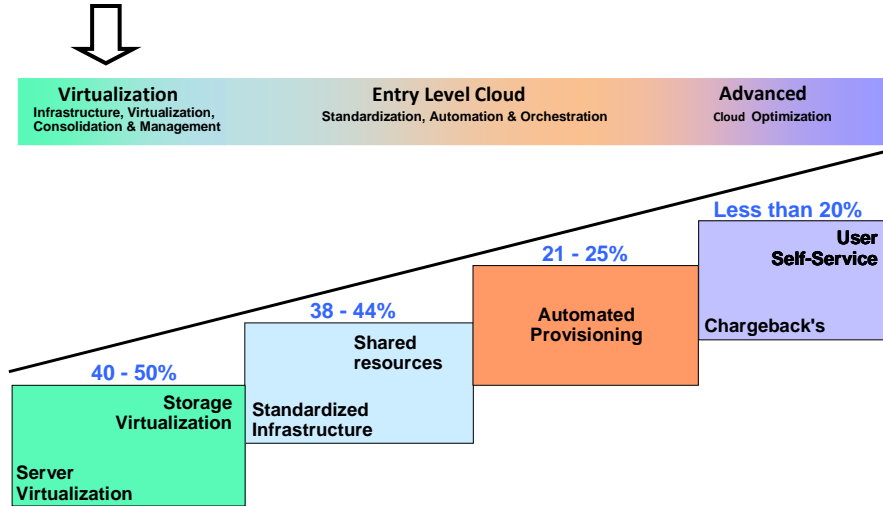 Virtualization
Infrastructure, Virtualization,
Consolidation & Management
Entry Level Cloud
Standardization, Automation & Orchestration
Advanced
Cloud Optimization
Less than 20%
User
Self-Service
Chargeback's
21 - 25%
Automated
Provisioning
38 - 44%
Shared
resources
Standardized
Infrastructure
40 - 50%
Storage
Virtualization
Server
Virtualization